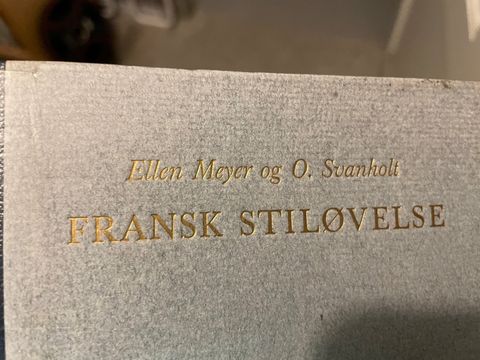 Ellen Meyer og O. Svanholt
FRANSK STILØVELSE